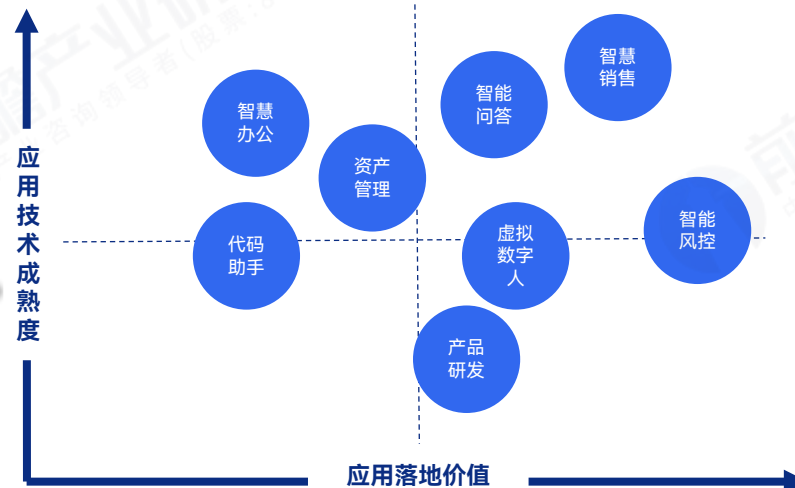 智慧
销售
智能
问答
智慧
办公
资产
管理
应用技术成熟度
代码
助手
虚拟
数字
人
智能
风控
产品
研发
应用落地价值